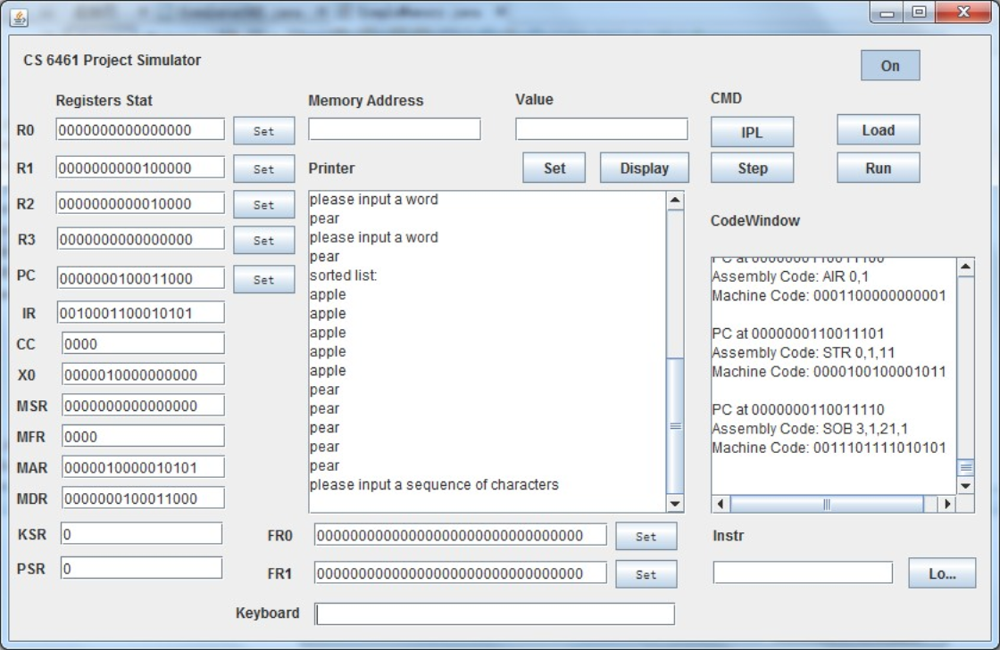 CS 6461 Project Simulator
On
Registers Stat
Memory Address
Value
CMD
R0 0000000000000000 Set
IPL
Load
R1 0000000000100000 Set
Printer
Set
Display
Step
Run
R2 0000000000010000 Set
R3 0000000000000000 Set
PC 0000000100011000 Set
IR 0010001100010101
CC 0000
X0 0000010000000000
MSR 0000000000000000
MFR 0000
MAR 0000010000010101
MDR 0000000100011000
KSR 0
PSR 0
please input a word
pear
please input a word
pear
sorted list:
apple
apple
apple
apple
apple
pear
pear
pear
pear
pear
please input a sequence of characters
CodeWindow
PC at 0000000110011100
Assembly Code: AIR 0,1
Machine Code: 0001100000000001
PC at 0000000110011101
Assembly Code: STR 0,1,11
Machine Code: 0000100100001011
PC at 0000000110011110
Assembly Code: SOB 3,1,21,1
Machine Code: 0011101111010101
FR0 00000000000000000000000000000000 Set
FR1 00000000000000000000000000000000 Set
Instr
Lo...
Keyboard